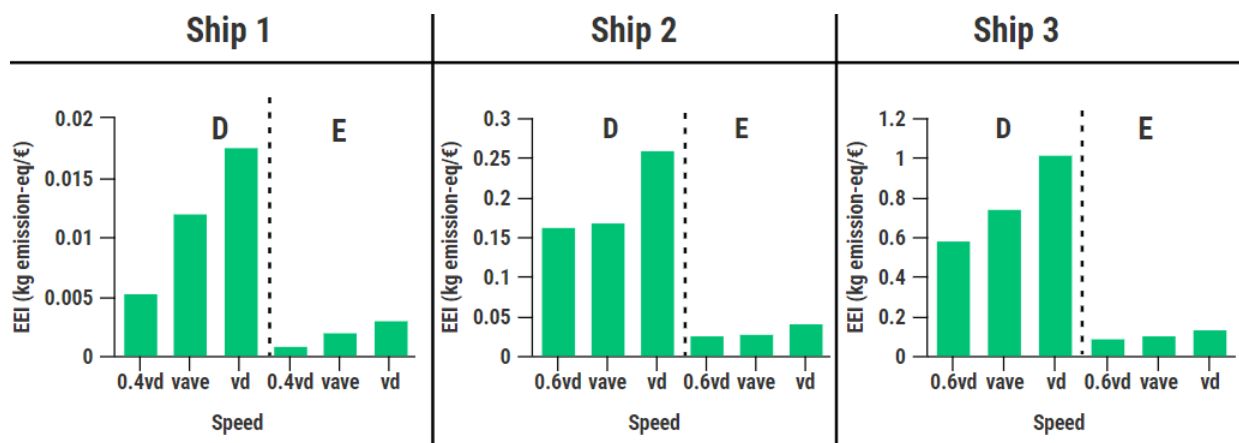 Ship 1
Ship 2
Ship 3
EEI (kg emission-eq/€)
0.02
0.015
0.01
0.005
0
D
E
0.4vd vave vd 0.4vd vave vd
Speed
EEI (kg emission-eq/€)
0.3
0.25
0.2
0.15
0.1
0.05
0
D
E
0.6vd vave vd 0.6vd vave vd
Speed
EEI (kg emission-eq/€)
1.2
1
0.8
0.6
0.4
0.2
0
D
E
0.6vd vave vd 0.6vd vave vd
Speed